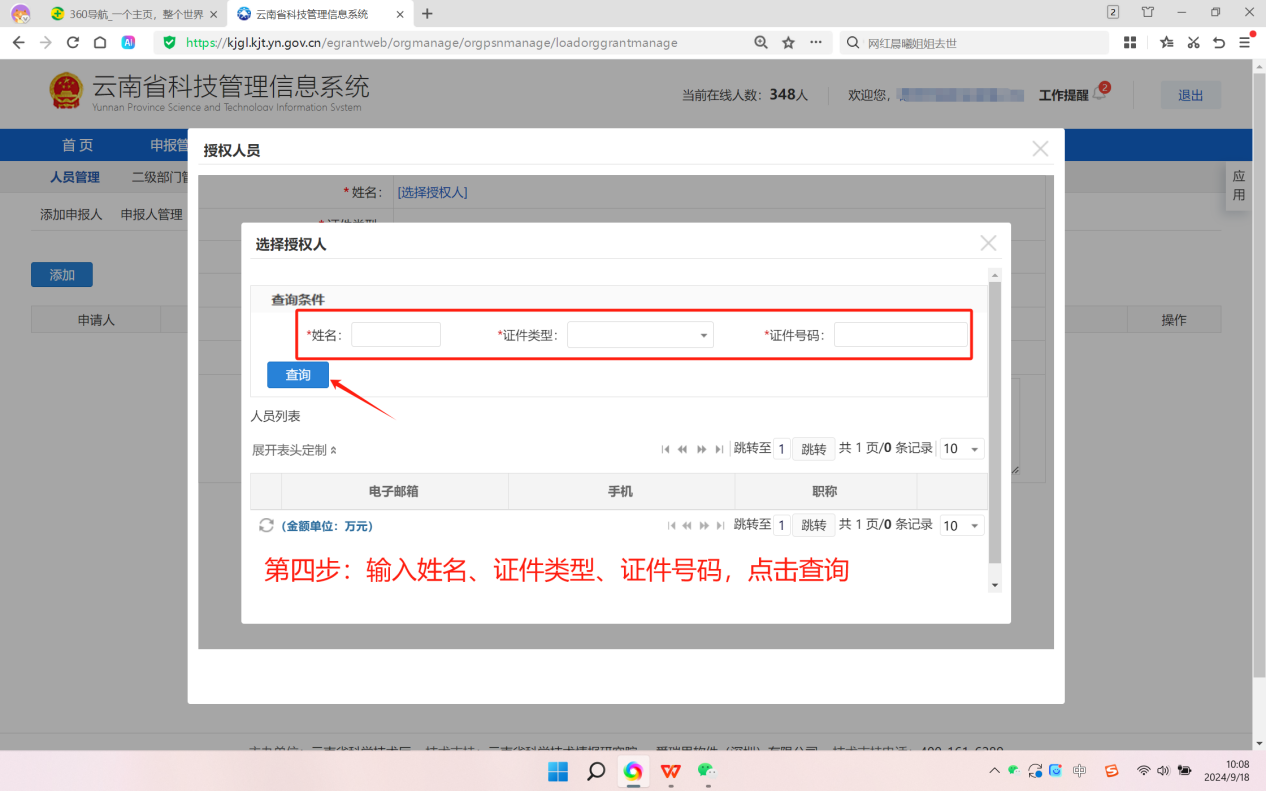 360导航_一个主页，整个世界
云南省科技管理信息系统
2
AI
https://kjgl.kjt.yn.gov.cn/egrantweb/orgmanage/orgpsnmanage/loadorggrantmanage
网红晨曦姐姐去世
云南省科技管理信息系统
Yunnan Province Science and Technology Information System
当前在线人数：348人
欢迎您，
工作提醒
2
退出
首 页
申报管
授权人员
应用
人员管理
二级部门管
*姓名：
[选择授权人]
添加申报人
申报人管理
选择授权人
添加
查询条件
申请人
操作
*姓名：
*证件类型：
*证件号码：
查询
人员列表
展开表头定制
跳转至 1 跳转 共 1 页/0 条记录 10
电子邮箱
手机
职称
(金额单位：万元)
跳转至 1 跳转 共 1 页/0 条记录 10
第四步：输入姓名、证件类型、证件号码，点击查询
中
10:08
2024/9/18